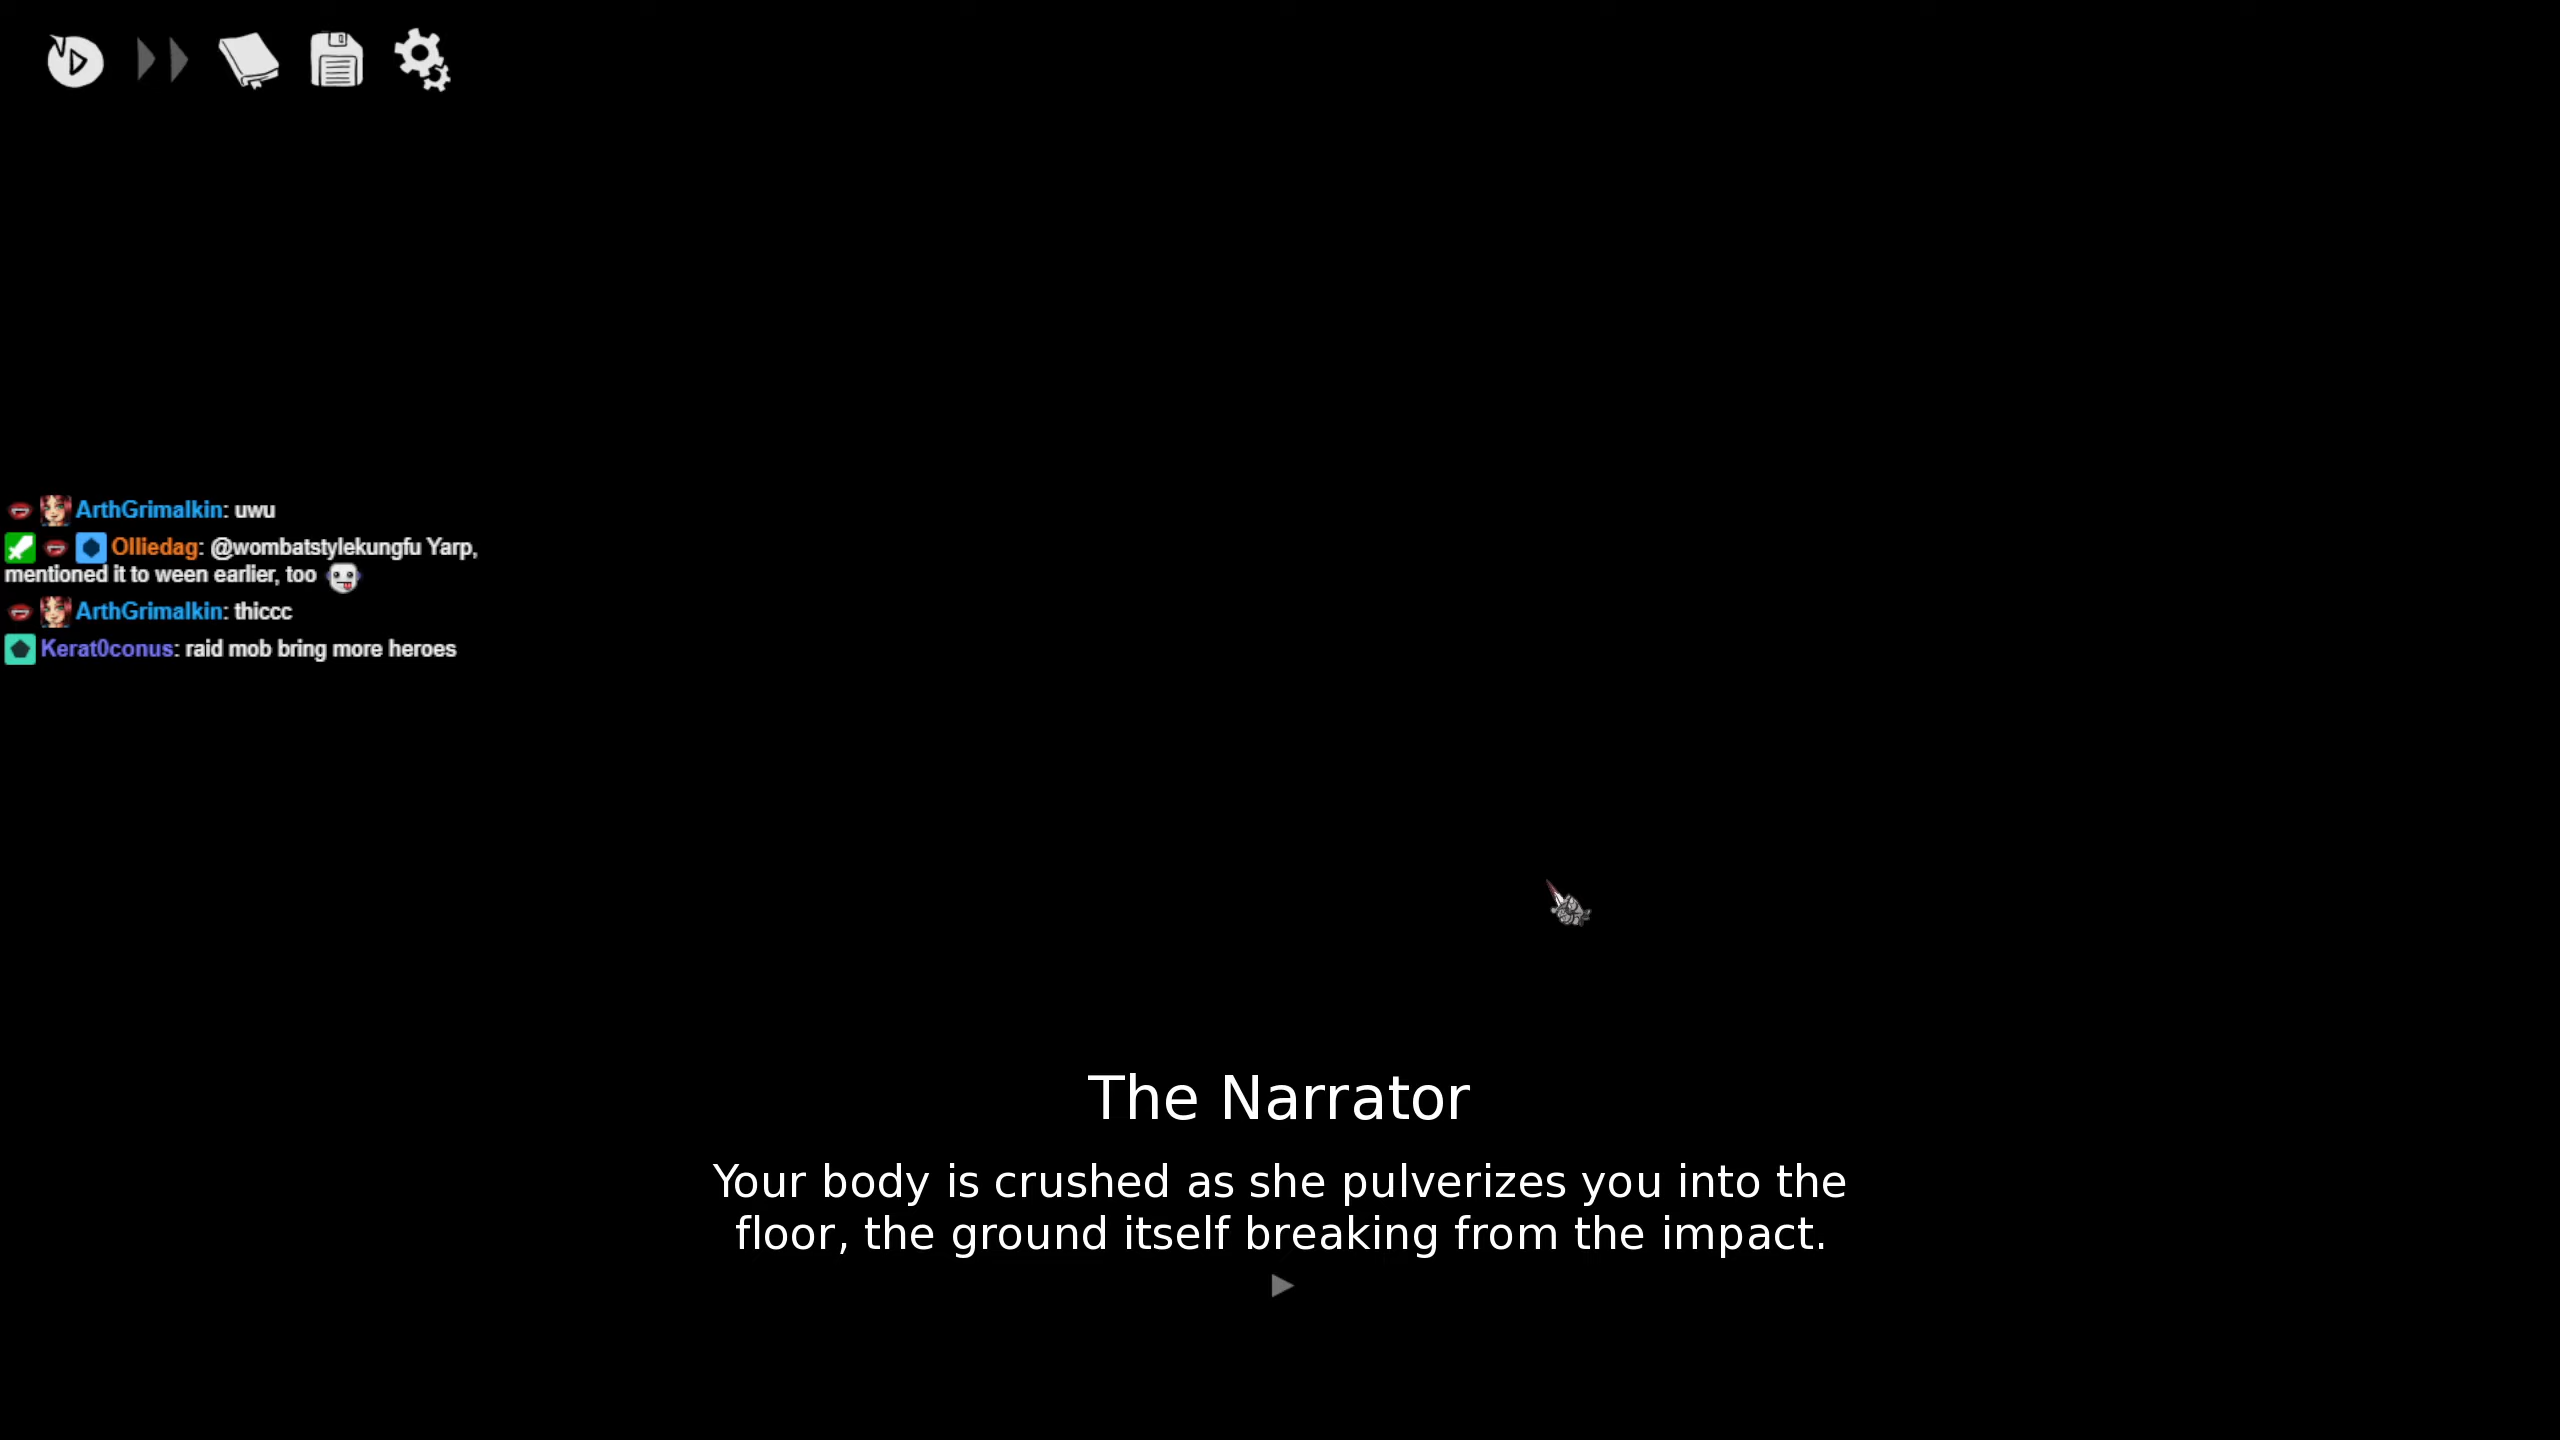 ArthGrimalkin: uwu
Olliedag: @wombatstylekungfu Yarp,
mentioned it to ween earlier, too
ArthGrimalkin: thiccc
Kerat0conus: raid mob bring more heroes
The Narrator
Your body is crushed as she pulverizes you into the
floor, the ground itself breaking from the impact.